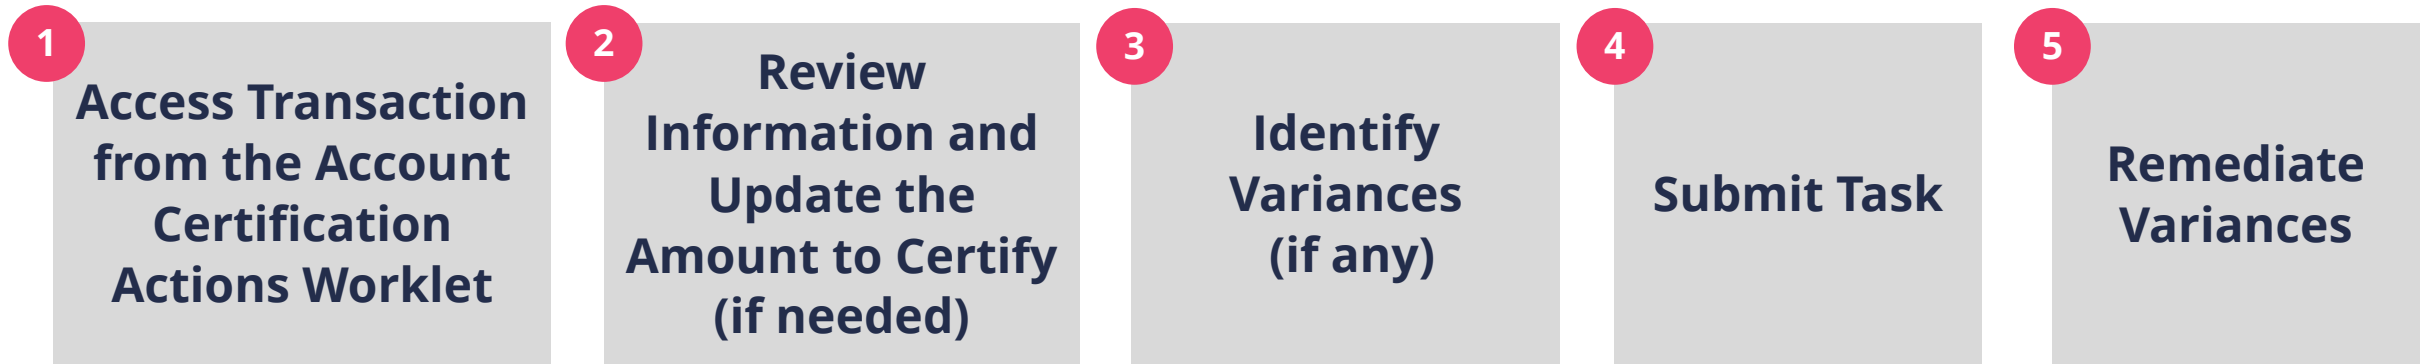 1
Access Transaction
from the Account
Certification
Actions Worklet
2
Review
Information and
Update the
Amount to Certify
(if needed)
3
Identify
Variances
(if any)
4
Submit Task
5
Remediate
Variances